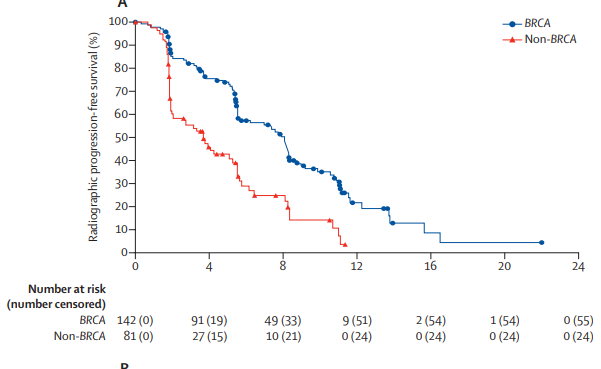 A
BRCA
Non-BRCA
Radiographic progression-free survival (%)
100
90
80
70
60
50
40
30
20
10
0
0 4 8 12 16 20 24
Number at risk
(number censored)
BRCA 142 (0) 91 (19) 49 (33) 9 (51) 2 (54) 1 (54) 0 (55)
Non-BRCA 81 (0) 27 (15) 10 (21) 0 (24) 0 (24) 0 (24) 0 (24)